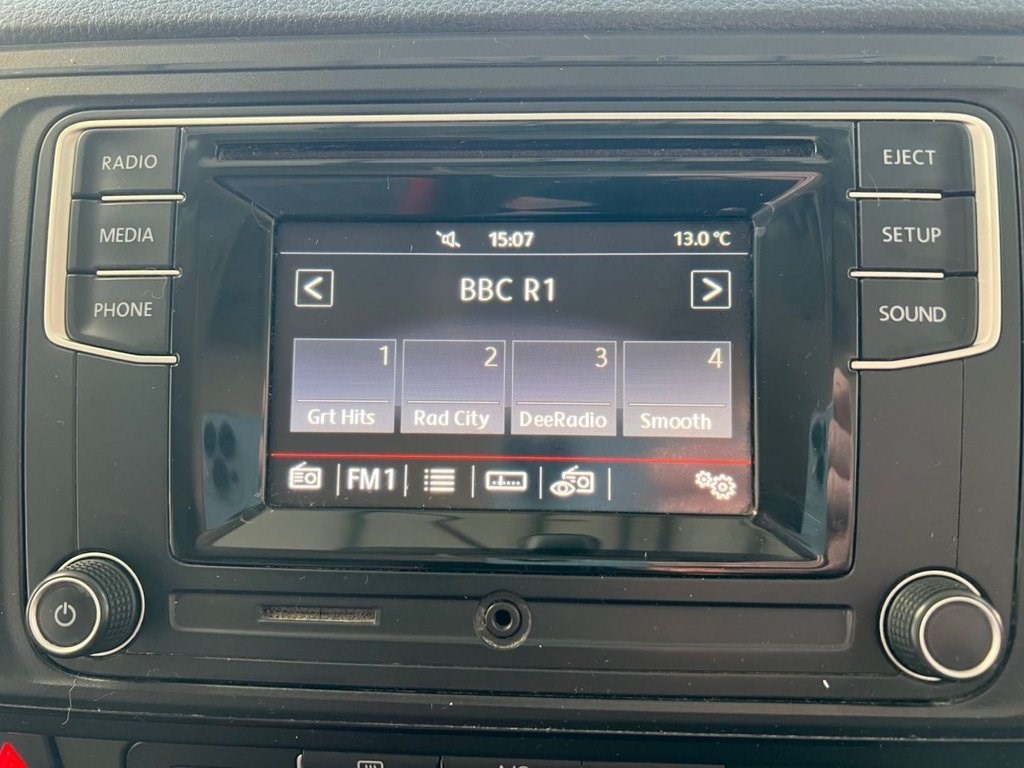 RADIO
MEDIA
PHONE
EJECT
SETUP
SOUND
15:07
13.0 °C
< BBC R1 >
1 2 3 4
Grt Hits Rad City DeeRadio Smooth
FM1